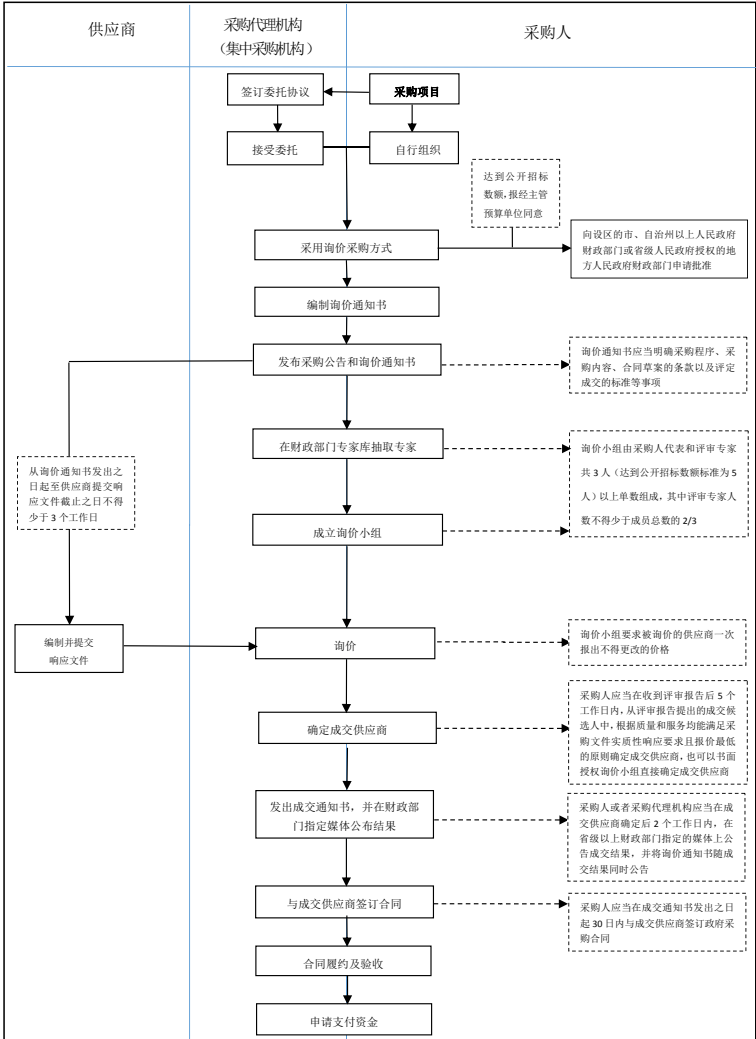 供应商
采购代理机构
（集中采购机构）
采购人
签订委托协议
采购项目
接受委托
自行组织
达到公开招标
数额，报经主管
预算单位同意
采用询价采购方式
向设区的市、自治州以上人民政府
财政部门或省级人民政府授权的地
方人民政府财政部门申请批准
编制询价通知书
发布采购公告和询价通知书
询价通知书应当明确采购程序、采
购内容、合同草案的条款以及评定
成交的标准等事项
在财政部门专家库抽取专家
询价小组由采购人代表和评审专家
共 3 人（达到公开招标数额标准为 5
人）以上单数组成，其中评审专家人
数不得少于成员总数的 2/3
从询价通知书发出之
日起至供应商提交响
应文件截止之日不得
少于 3 个工作日
成立询价小组
编制并提交
响应文件
询价
询价小组要求被询价的供应商一次
报出不得更改的价格
确定成交供应商
采购人应当在收到评审报告后 5 个
工作日内，从评审报告提出的成交候
选人中，根据质量和服务均能满足采
购文件实质性响应要求且报价最低
的原则确定成交供应商，也可以书面
授权询价小组直接确定成交供应商
发出成交通知书，并在财政部
门指定媒体公布结果
采购人或者采购代理机构应当在成
交供应商确定后 2 个工作日内，在
省级以上财政部门指定的媒体上公
告成交结果，并将询价通知书随成
交结果同时公告
与成交供应商签订合同
采购人应当在成交通知书发出之日
起 30 日内与成交供应商签订政府采
购合同
合同履约及验收
申请支付资金